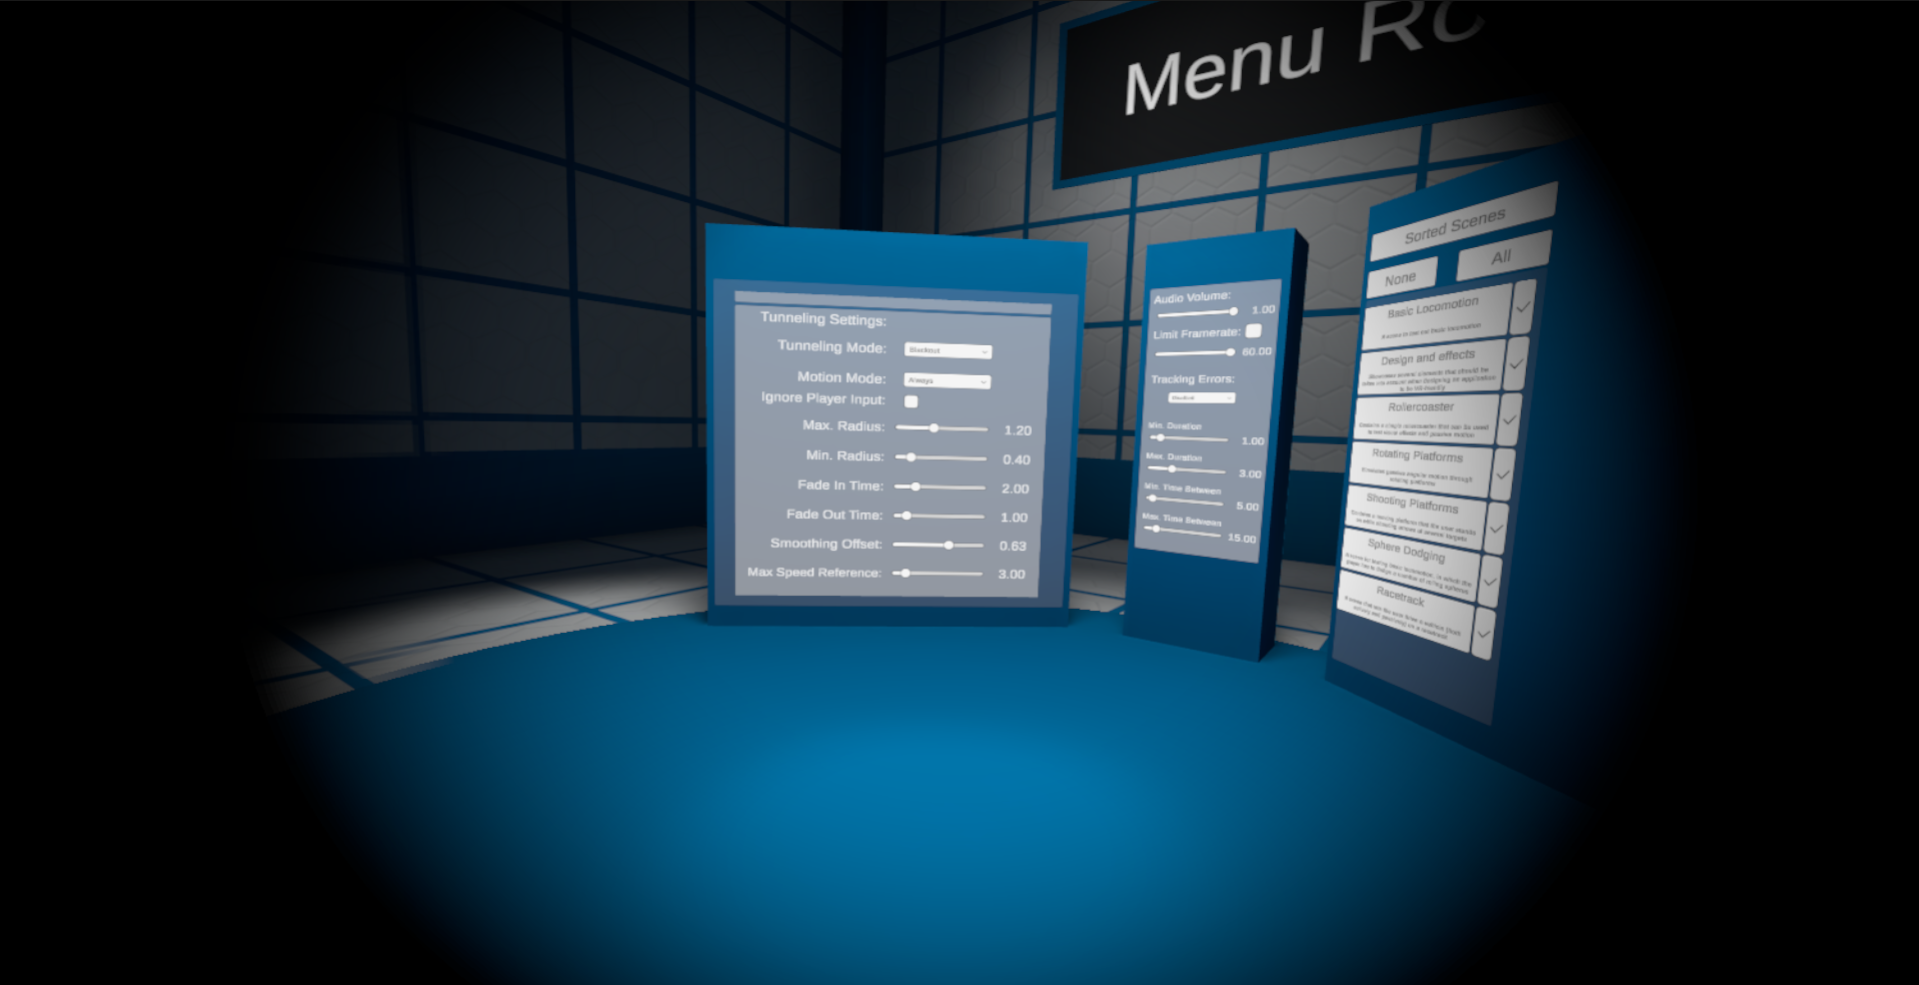 Menu Ro
Tunneling Settings:
Tunneling Mode:
Blackout
Motion Mode:
Always
Ignore Player Input:
Max. Radius:
1.20
Min. Radius:
0.40
Fade In Time:
2.00
Fade Out Time:
1.00
Smoothing Offset:
0.63
Max Speed Reference:
3.00
Audio Volume:
1.00
Limit Framerate:
60.00
Tracking Errors:
Min. Duration
1.00
Max. Duration
3.00
Min. Time Between
5.00
Max. Time Between
15.00
Sorted Scenes
None
All
Basic Locomotion
Design and effects
Rollercoaster
Rotating Platforms
Shooting Platforms
Sphere Dodging
Racetrack